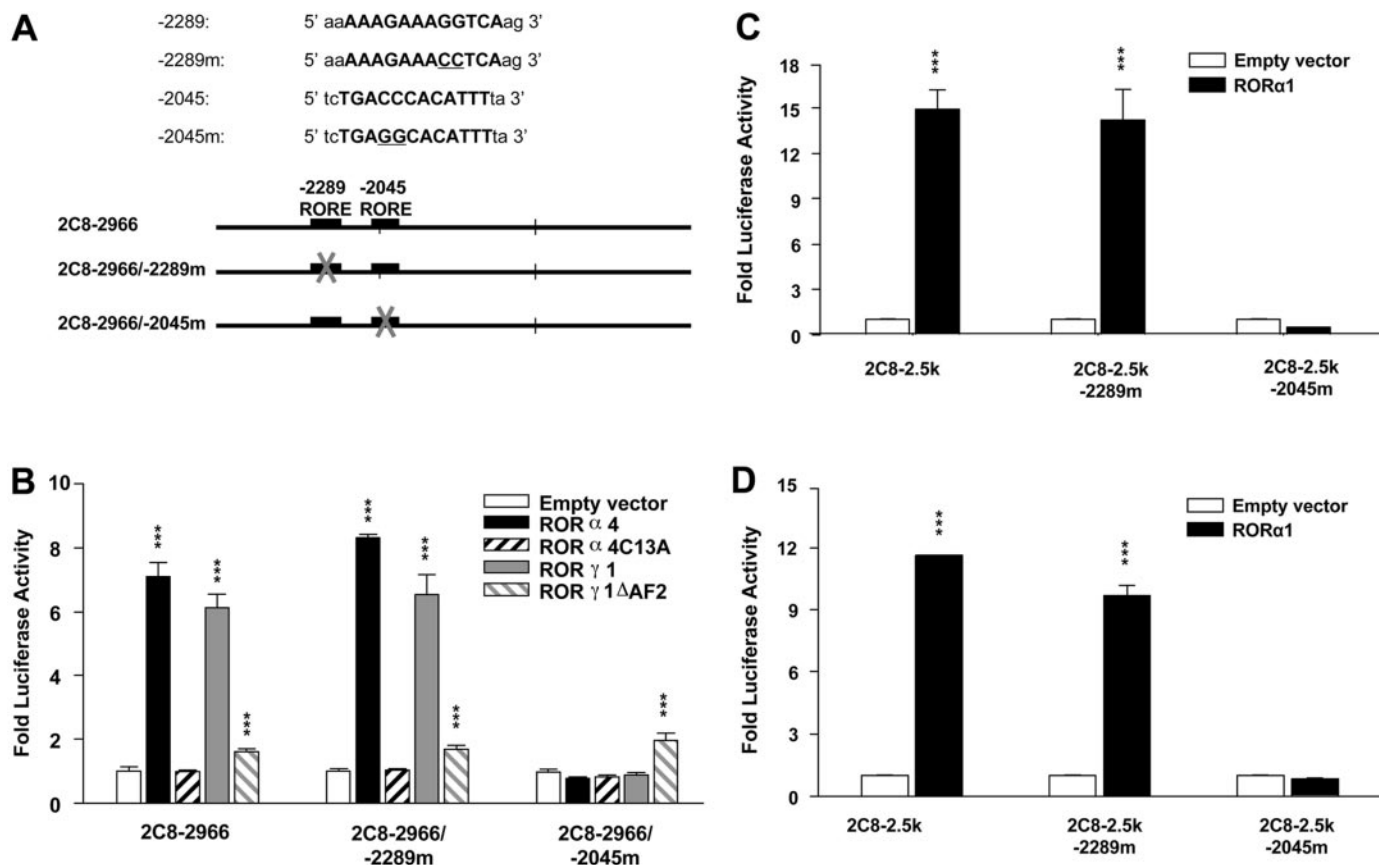 A
-2289: 5' aaAAAGAAAGGTCAag 3'
-2289m: 5' aaAAAGAAACCTCAag 3'
-2045: 5' tcTGACCCACATTTta 3'
-2045m: 5' tcTGAGGCACATTTta 3'
-2289 -2045
RORE RORE
2C8-2966
2C8-2966/-2289m
2C8-2966/-2045m
B
Fold Luciferase Activity
10
8
6
4
2
0
Empty vector
ROR α 4
ROR α 4C13A
ROR γ 1
ROR γ 1ΔAF2
*** *** ***
*** *** ***
***
2C8-2966
2C8-2966/
-2289m
2C8-2966/
-2045m
C
Fold Luciferase Activity
18
15
12
9
6
3
0
Empty vector
RORα1
*** ***
2C8-2.5k
2C8-2.5k
-2289m
2C8-2.5k
-2045m
D
Fold Luciferase Activity
15
12
9
6
3
0
Empty vector
RORα1
*** ***
2C8-2.5k
2C8-2.5k
-2289m
2C8-2.5k
-2045m